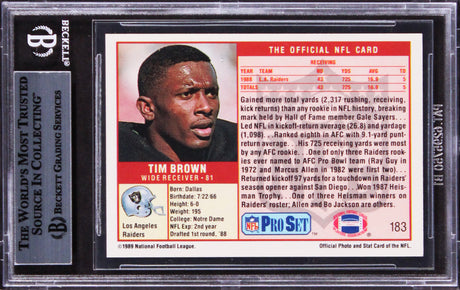 BECKETT
THE WORLD'S MOST TRUSTED
SOURCE IN COLLECTING™
BECKETT GRADING SERVICES
THE OFFICIAL NFL CARD
RECEIVING
YEAR TEAM NO YDS AVG TD
1988 L.A. Raiders 43 725 16.9 5
TOTALS 43 725 16.9 5
Gained more total yards (2,317 rushing, receiving,
kick returns) than any rookie in NFL history, breaking
mark held by Hall of Fame member Gale Sayers...
Led NFL in kickoff-return average (26.8) and yardage
(1,098). Ranked 2nd in AFC with 9.1-yard punt-
return average... His 725 receiving yards were most
by any AFC rookie... One of only three Raiders rook-
ies ever named to AFC Pro Bowl team (Ray Guy in
1972 and Marcus Allen in 1982 were first two)...
Returned opening kickoff 97 yards for a touchdown in
Raiders' season opener against San Diego... Won 1987 Heis-
man Trophy... One of three Heisman winners on
Raiders' roster; Allen and Bo Jackson are others.
TIM BROWN
WIDE RECEIVER - 81
Born: Dallas
Birthdate: 7-22-66
Height: 6-0
Weight: 195
College: Notre Dame
NFL Exp: 2nd year
Drafted 1st round, '88
Los Angeles
Raiders
NFL PRO SET™
183
©1989 National Football League.
Official Photo and Stat Card of the NFL.